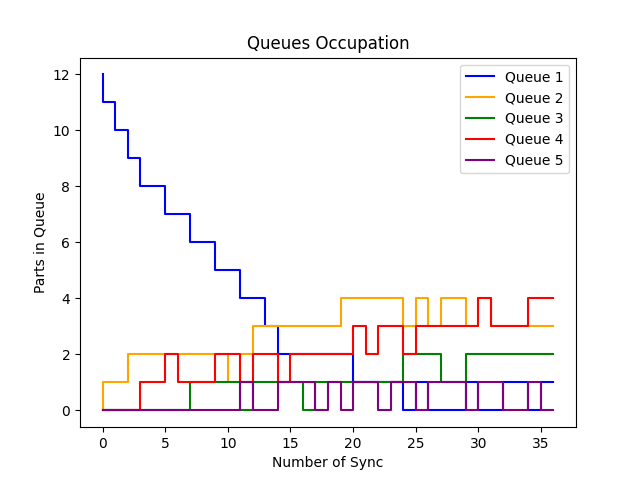 Queues Occupation
12
10
8
6
4
2
0
Parts in Queue
Queue 1
Queue 2
Queue 3
Queue 4
Queue 5
0 5 10 15 20 25 30 35
Number of Sync